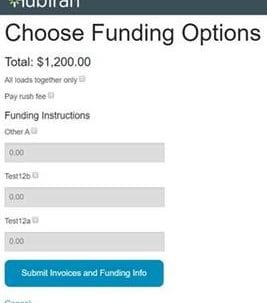 Choose Funding Options
Total: $1,200.00
All loads together only
Pay rush fee
Funding Instructions
Other A
0.00
Test12b
0.00
Test12a
0.00
Submit Invoices and Funding Info
Cancel